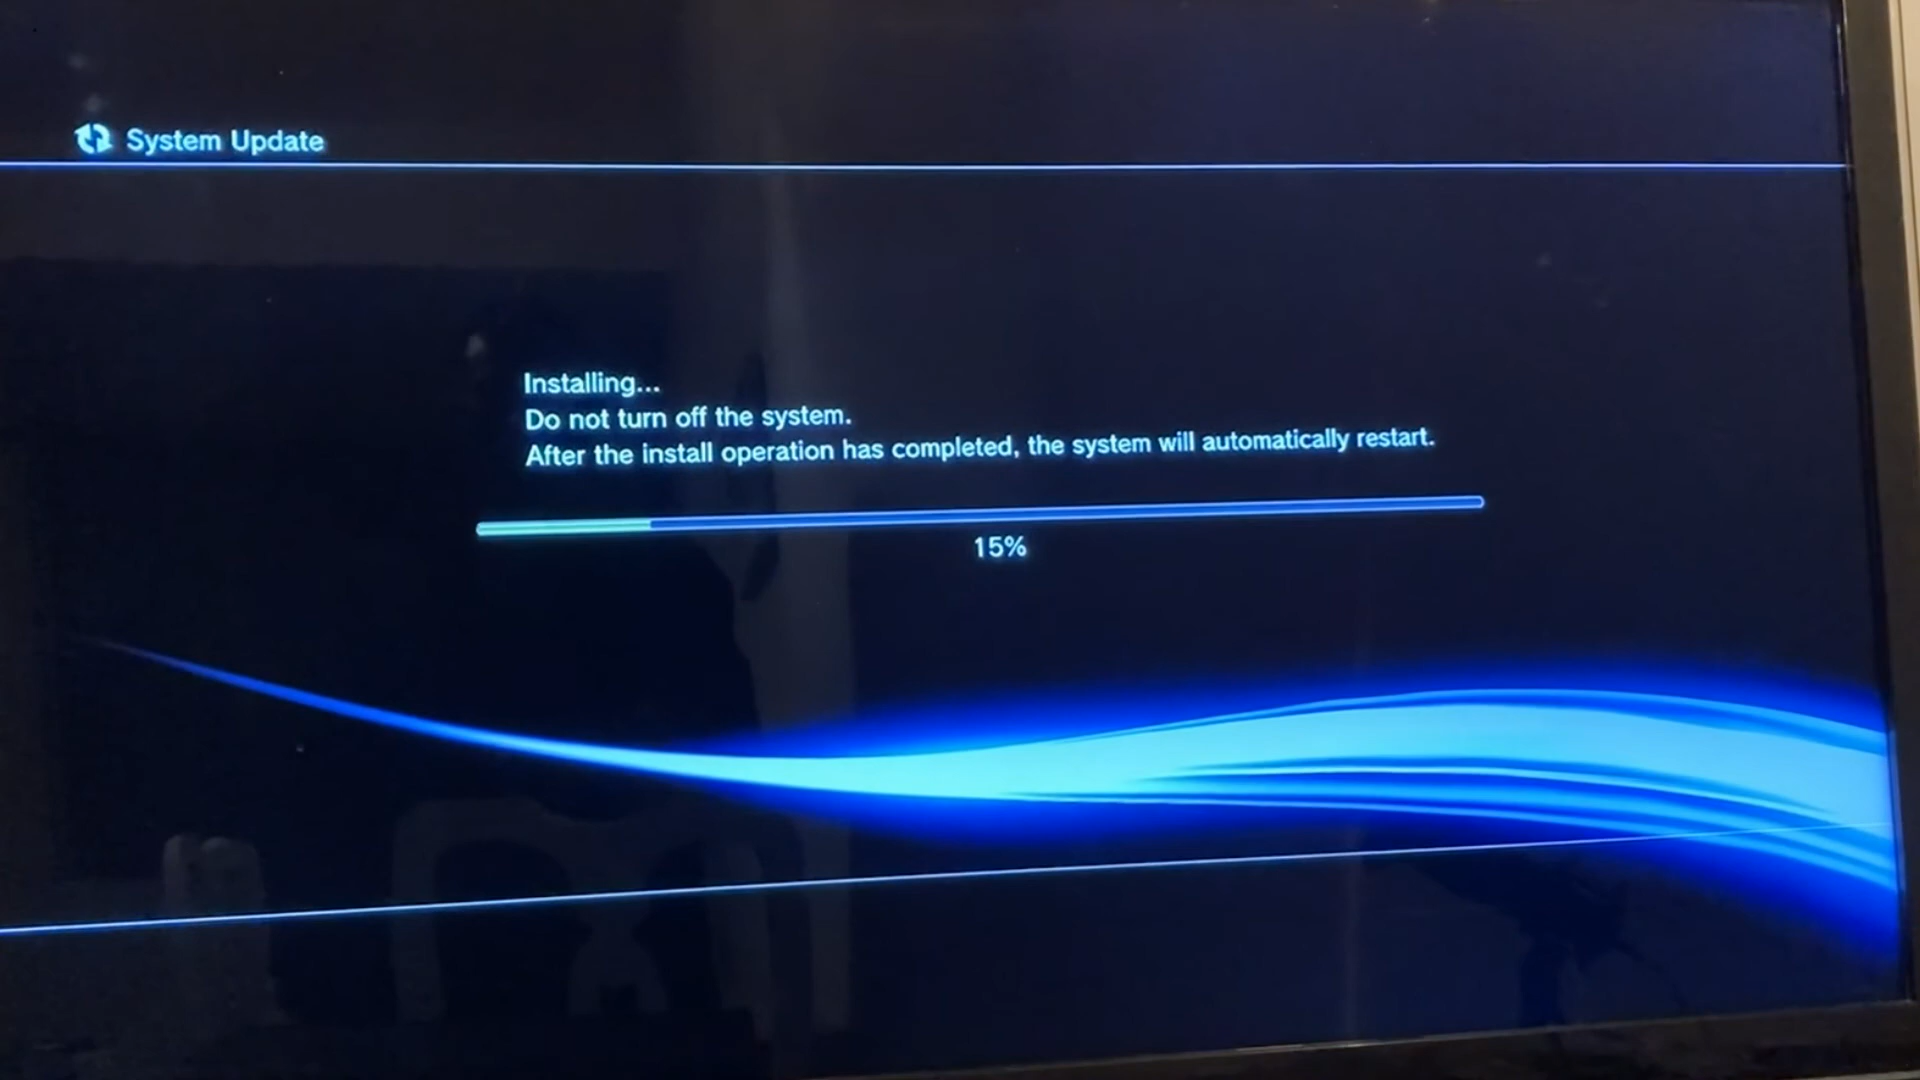 System Update
Installing...
Do not turn off the system.
After the install operation has completed, the system will automatically restart.
15%